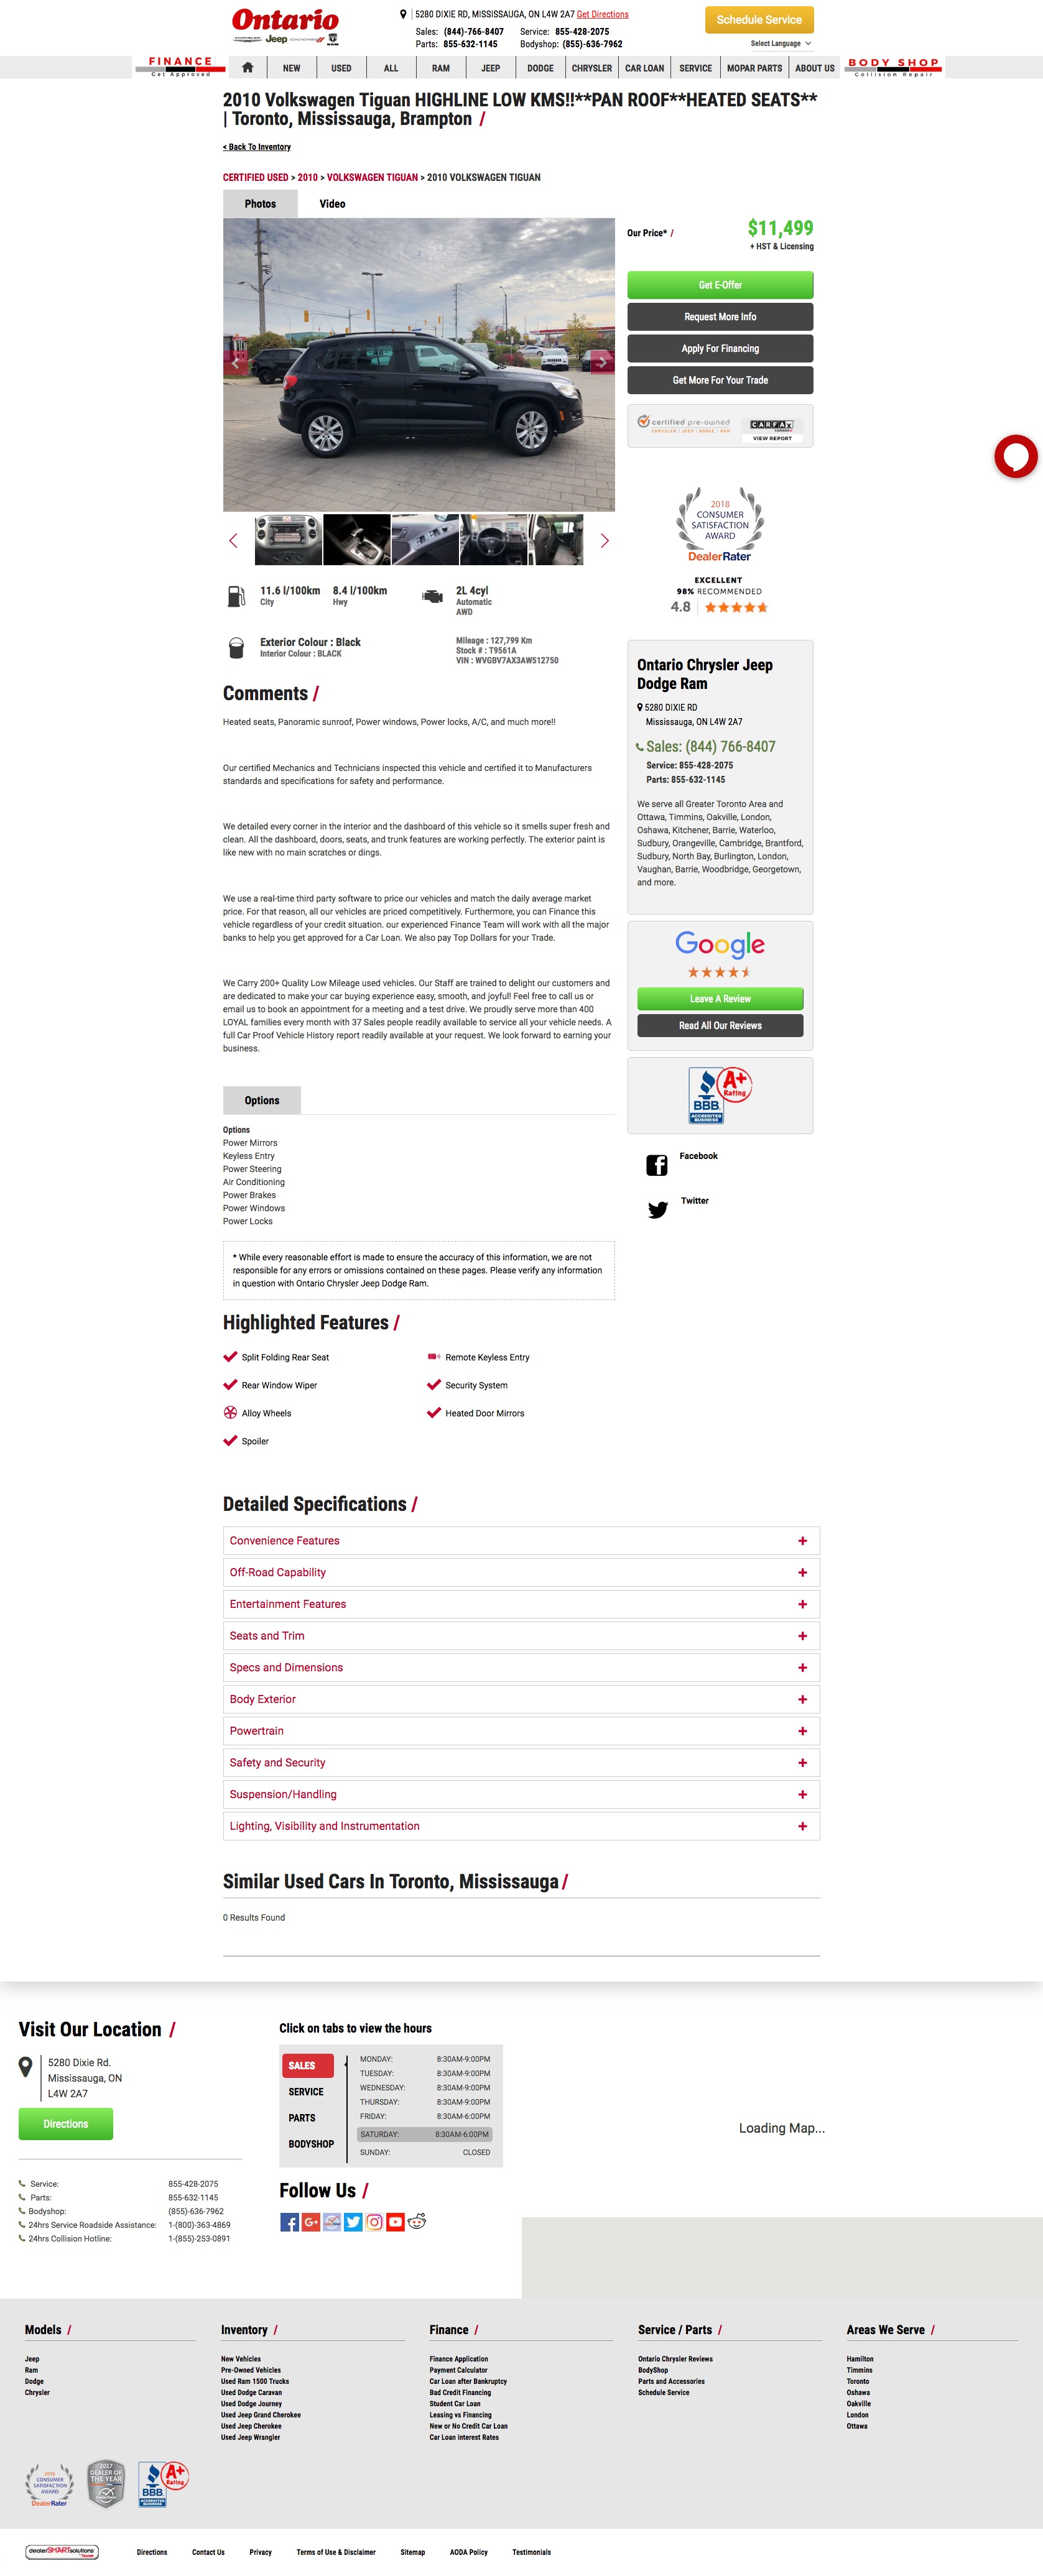 Ontario
Jeep
RAM
5280 DIXIE RD, MISSISSAUGA, ON L4W 2A7 Get Directions
Sales: (844)-766-8407 Service: 855-428-2075
Parts: 855-632-1145 Bodyshop: (855)-636-7962
Schedule Service
Select Language
FINANCE
Get Approved
NEW
USED
ALL
RAM
JEEP
DODGE
CHRYSLER
CAR LOAN
SERVICE
MOPAR PARTS
ABOUT US
BODY SHOP
Collision Repair
2010 Volkswagen Tiguan HIGHLINE LOW KMS!!**PAN ROOF**HEATED SEATS**
| Toronto, Mississauga, Brampton /
< Back To Inventory
CERTIFIED USED > 2010 > VOLKSWAGEN TIGUAN > 2010 VOLKSWAGEN TIGUAN
Photos
Video
Our Price* /
$11,499
+ HST & Licensing
Get E-Offer
Request More Info
Apply For Financing
Get More For Your Trade
certified pre-owned
CHRYSLER | JEEP | DODGE | RAM
CARFAX
CANADA
VIEW REPORT
2018
CONSUMER
SATISFACTION
AWARD
DealerRater
EXCELLENT
98% RECOMMENDED
4.8
11.6 l/100km
City
8.4 l/100km
Hwy
2L 4cyl
Automatic
AWD
Exterior Colour : Black
Interior Colour : BLACK
Mileage : 127,799 Km
Stock # : T9561A
VIN : WVGBV7AX3AW512750
Comments /
Heated seats, Panoramic sunroof, Power windows, Power locks, A/C, and much more!!
Our certified Mechanics and Technicians inspected this vehicle and certified it to Manufacturers
standards and specifications for safety and performance.
We detailed every corner in the interior and the dashboard of this vehicle so it smells super fresh and
clean. All the dashboard, doors, seats, and trunk features are working perfectly. The exterior paint is
like new with no main scratches or dings.
We use a real-time third party software to price our vehicles and match the daily average market
price. For that reason, all our vehicles are priced competitively. Furthermore, you can Finance this
vehicle regardless of your credit situation. our experienced Finance Team will work with all the major
banks to help you get approved for a Car Loan. We also pay Top Dollars for your Trade.
We Carry 200+ Quality Low Mileage used vehicles. Our Staff are trained to delight our customers and
are dedicated to make your car buying experience easy, smooth, and joyful! Feel free to call us or
email us to book an appointment for a meeting and a test drive. We proudly serve more than 400
LOYAL families every month with 37 Sales people readily available to service all your vehicle needs. A
full Car Proof Vehicle History report readily available at your request. We look forward to earning your
business.
Ontario Chrysler Jeep
Dodge Ram
5280 DIXIE RD
Mississauga, ON L4W 2A7
Sales: (844) 766-8407
Service: 855-428-2075
Parts: 855-632-1145
We serve all Greater Toronto Area and
Ottawa, Timmins, Oakville, London,
Oshawa, Kitchener, Barrie, Waterloo,
Sudbury, Orangeville, Cambridge, Brantford,
Sudbury, North Bay, Burlington, London,
Vaughan, Barrie, Woodbridge, Georgetown,
and more.
Google
Leave A Review
Read All Our Reviews
BBB.
ACCREDITED
BUSINESS
A+
Rating
Facebook
Twitter
Options
Options
Power Mirrors
Keyless Entry
Power Steering
Air Conditioning
Power Brakes
Power Windows
Power Locks
* While every reasonable effort is made to ensure the accuracy of this information, we are not
responsible for any errors or omissions contained on these pages. Please verify any information
in question with Ontario Chrysler Jeep Dodge Ram.
Highlighted Features /
Split Folding Rear Seat
Remote Keyless Entry
Rear Window Wiper
Security System
Alloy Wheels
Heated Door Mirrors
Spoiler
Detailed Specifications /
Convenience Features +
Off-Road Capability +
Entertainment Features +
Seats and Trim +
Specs and Dimensions +
Body Exterior +
Powertrain +
Safety and Security +
Suspension/Handling +
Lighting, Visibility and Instrumentation +
Similar Used Cars In Toronto, Mississauga /
0 Results Found
Visit Our Location /
5280 Dixie Rd.
Mississauga, ON
L4W 2A7
Directions
Service: 855-428-2075
Parts: 855-632-1145
Bodyshop: (855)-636-7962
24hrs Service Roadside Assistance: 1-(800)-363-4869
24hrs Collision Hotline: 1-(855)-253-0891
Click on tabs to view the hours
SALES
SERVICE
PARTS
BODYSHOP
MONDAY: 8:30AM-9:00PM
TUESDAY: 8:30AM-9:00PM
WEDNESDAY: 8:30AM-9:00PM
THURSDAY: 8:30AM-9:00PM
FRIDAY: 8:30AM-6:00PM
SATURDAY: 8:30AM-6:00PM
SUNDAY: CLOSED
Follow Us /
Loading Map...
Models /
Jeep
Ram
Dodge
Chrysler
Inventory /
New Vehicles
Pre-Owned Vehicles
Used Ram 1500 Trucks
Used Dodge Caravan
Used Dodge Journey
Used Jeep Grand Cherokee
Used Jeep Cherokee
Used Jeep Wrangler
Finance /
Finance Application
Payment Calculator
Car Loan after Bankruptcy
Bad Credit Financing
Student Car Loan
Leasing vs Financing
New or No Credit Car Loan
Car Loan interest Rates
Service / Parts /
Ontario Chrysler Reviews
BodyShop
Parts and Accessories
Schedule Service
Areas We Serve /
Hamilton
Timmins
Toronto
Oshawa
Oakville
London
Ottawa
2018
CONSUMER
SATISFACTION
AWARD
DealerRater
2017
DEALER OF
THE YEAR
BBB.
ACCREDITED
BUSINESS
A+
Rating
dealerSMARTsolutions
Directions
Contact Us
Privacy
Terms of Use & Disclaimer
Sitemap
AODA Policy
Testimonials